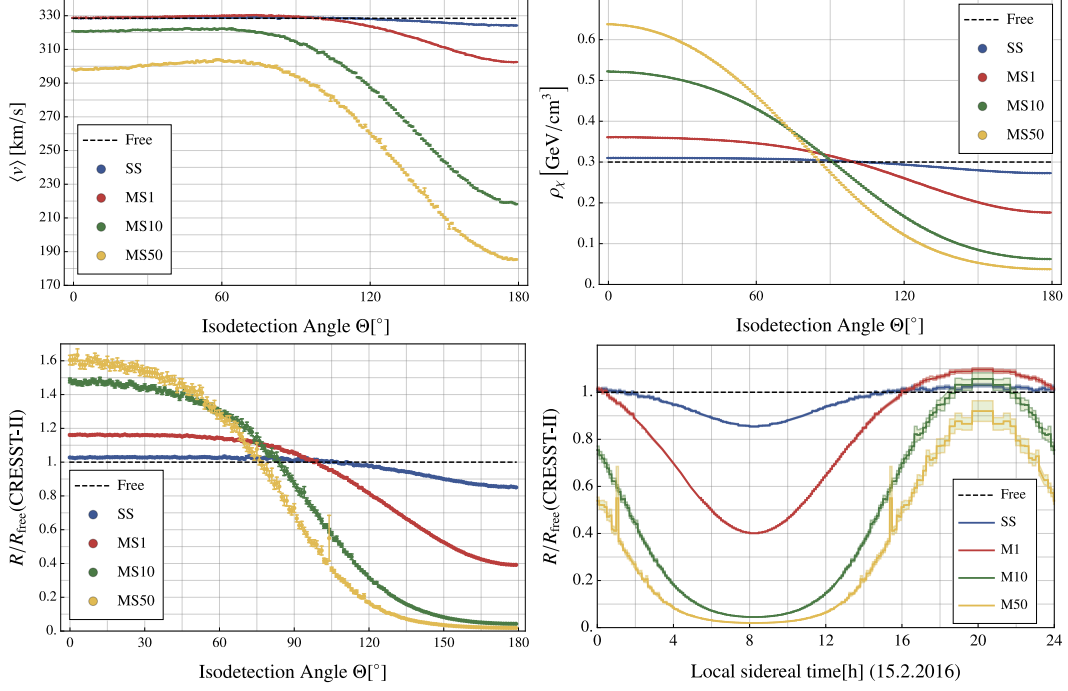 330
310
290
270
250
230
210
190
170
⟨v⟩ [km/s]
Free
SS
MS1
MS10
MS50
0
60
120
180
Isodetection Angle Θ[°]
0.6
0.5
0.4
0.3
0.2
0.1
0.
ρχ [GeV/cm³]
Free
SS
MS1
MS10
MS50
0
60
120
180
Isodetection Angle Θ[°]
1.6
1.4
1.2
1
0.8
0.6
0.4
0.2
0.
R/Rfree(CRESST-II)
Free
SS
MS1
MS10
MS50
0
30
60
90
120
150
180
Isodetection Angle Θ[°]
1
0.8
0.6
0.4
0.2
0.
R/Rfree(CRESST-II)
Free
SS
M1
M10
M50
0
4
8
12
16
20
24
Local sidereal time[h] (15.2.2016)